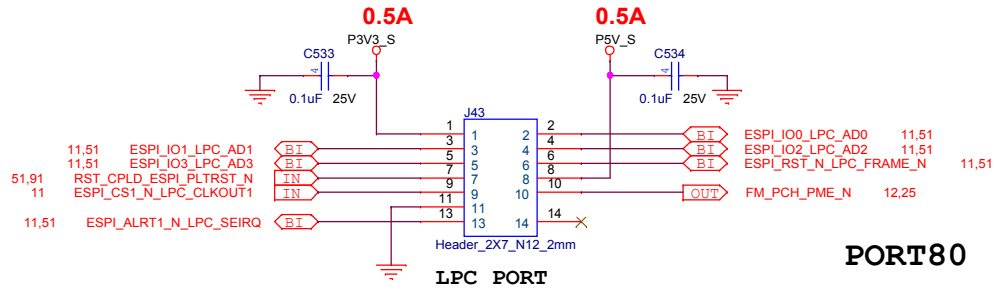 0.5A 0.5A
P3V3_S P5V_S
C533 C534
4 4
0.1uF 25V 0.1uF 25V
J43
1 1 2 2
11,51 ESPI_IO1_LPC_AD1 BI 3 3 4 4 BI ESPI_IO0_LPC_AD0 11,51
11,51 ESPI_IO3_LPC_AD3 BI 5 5 6 6 BI ESPI_IO2_LPC_AD2 11,51
51,91 RST_CPLD_ESPI_PLTRST_N IN 7 7 8 8 BI ESPI_RST_N_LPC_FRAME_N 11,51
11 ESPI_CS1_N_LPC_CLKOUT1 IN 9 9 10 10 OUT FM_PCH_PME_N 12,25
11 11
11,51 ESPI_ALRT1_N_LPC_SEIRQ BI 13 13 14 14
Header_2X7_N12_2mm
LPC PORT
PORT80